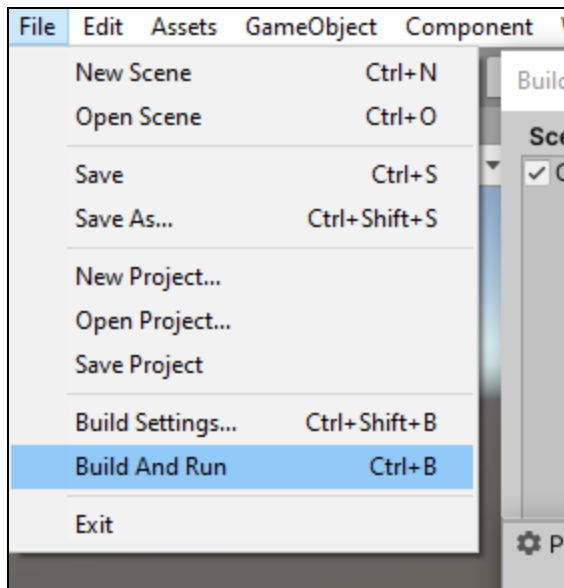 File Edit Assets GameObject Component
New Scene Ctrl+N
Open Scene Ctrl+O
Save Ctrl+S
Save As... Ctrl+Shift+S
New Project...
Open Project...
Save Project
Build Settings... Ctrl+Shift+B
Build And Run Ctrl+B
Exit
Build